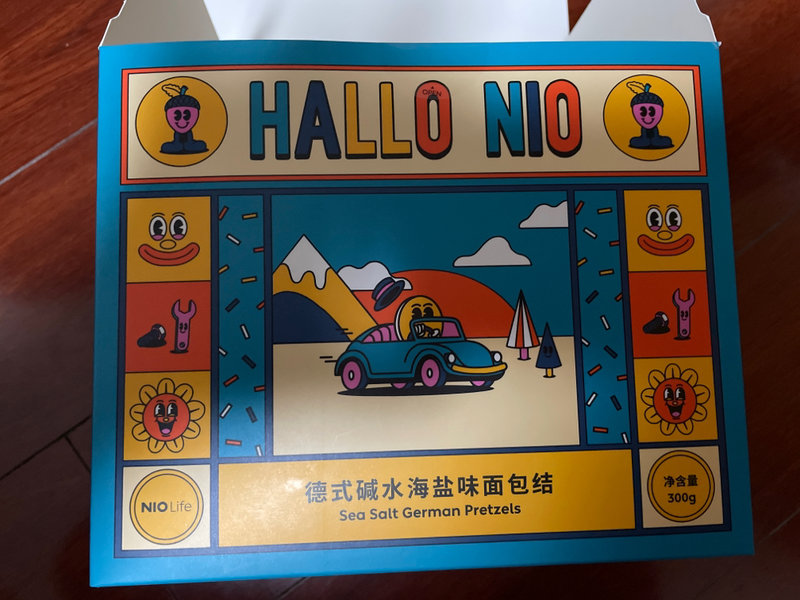 HALLO NIO
OPEN
德式碱水海盐味面包结
Sea Salt German Pretzels
NIO Life
净含量
300g